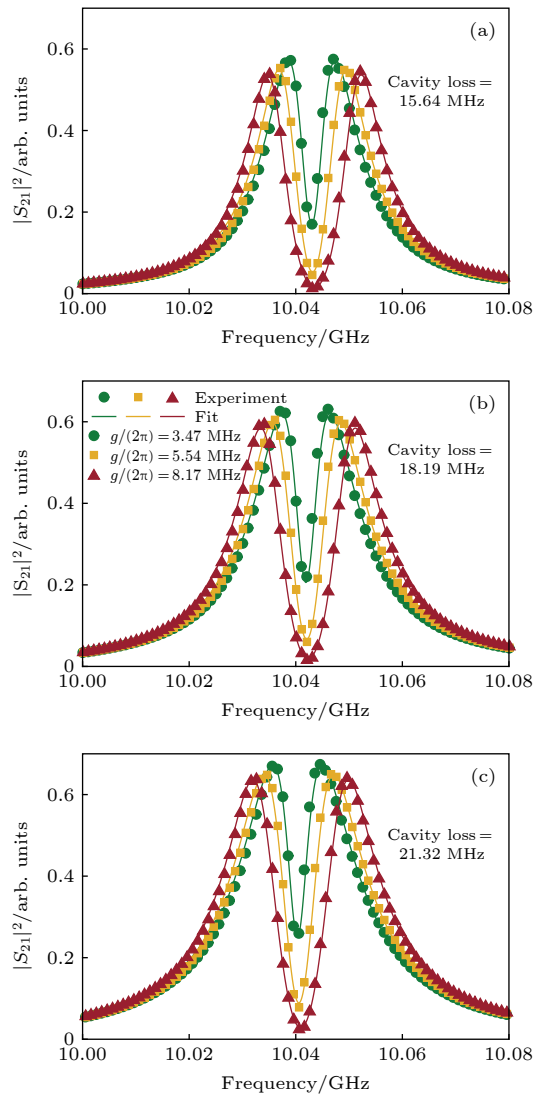 (a)
0.6
Cavity loss =
15.64 MHz
0.4
|S21|²/arb. units
0.2
0
10.00 10.02 10.04 10.06 10.08
Frequency/GHz
(b)
Experiment
Fit
0.6
g/(2π) = 3.47 MHz
g/(2π) = 5.54 MHz
g/(2π) = 8.17 MHz
Cavity loss =
18.19 MHz
0.4
|S21|²/arb. units
0.2
0
10.00 10.02 10.04 10.06 10.08
Frequency/GHz
(c)
0.6
Cavity loss =
21.32 MHz
0.4
|S21|²/arb. units
0.2
0
10.00 10.02 10.04 10.06 10.08
Frequency/GHz